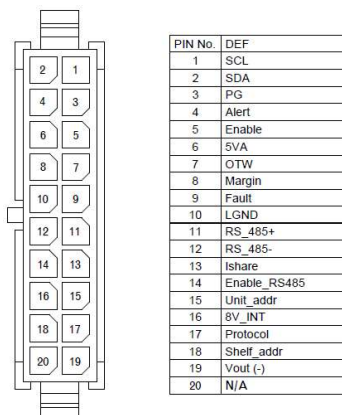 2 1
4 3
6 5
8 7
10 9
12 11
14 13
16 15
18 17
20 19
PIN No. DEF
1 SCL
2 SDA
3 PG
4 Alert
5 Enable
6 5VA
7 OTW
8 Margin
9 Fault
10 LGND
11 RS_485+
12 RS_485-
13 Ishare
14 Enable_RS485
15 Unit_addr
16 8V_INT
17 Protocol
18 Shelf_addr
19 Vout (-)
20 N/A